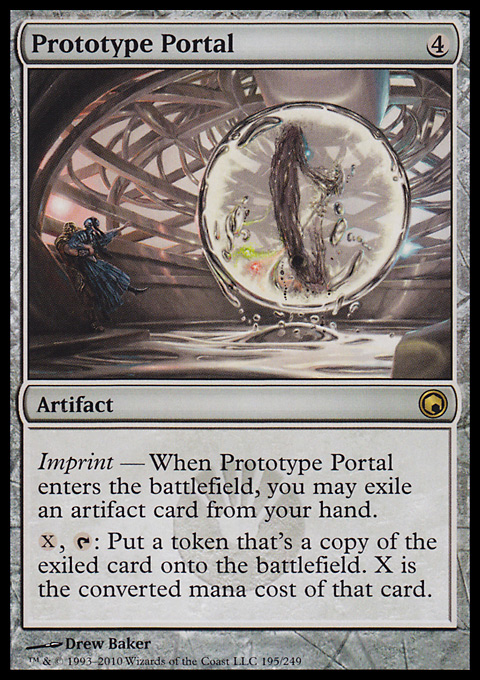 Prototype Portal 4
Artifact
Imprint — When Prototype Portal
enters the battlefield, you may exile
an artifact card from your hand.
X, : Put a token that's a copy of the
exiled card onto the battlefield. X is
the converted mana cost of that card.
Drew Baker
™ & © 1993–2010 Wizards of the Coast LLC 195/249